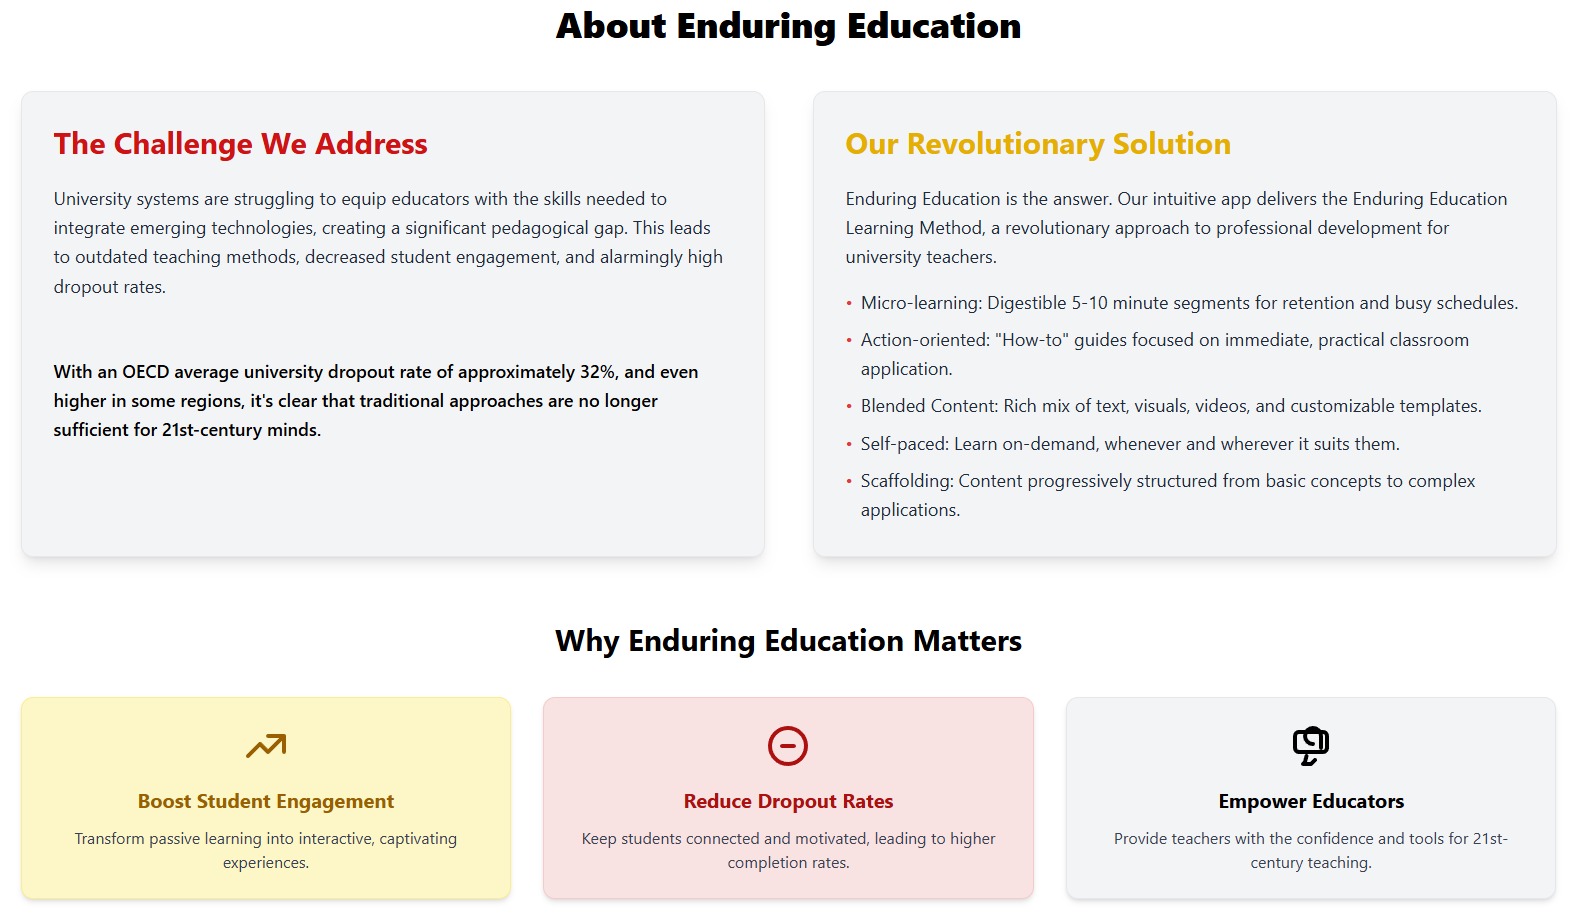 About Enduring Education
The Challenge We Address
University systems are struggling to equip educators with the skills needed to
integrate emerging technologies, creating a significant pedagogical gap. This leads
to outdated teaching methods, decreased student engagement, and alarmingly high
dropout rates.
With an OECD average university dropout rate of approximately 32%, and even
higher in some regions, it's clear that traditional approaches are no longer
sufficient for 21st-century minds.
Our Revolutionary Solution
Enduring Education is the answer. Our intuitive app delivers the Enduring Education
Learning Method, a revolutionary approach to professional development for
university teachers.
• Micro-learning: Digestible 5-10 minute segments for retention and busy schedules.
• Action-oriented: "How-to" guides focused on immediate, practical classroom
application.
• Blended Content: Rich mix of text, visuals, videos, and customizable templates.
• Self-paced: Learn on-demand, whenever and wherever it suits them.
• Scaffolding: Content progressively structured from basic concepts to complex
applications.
Why Enduring Education Matters
Boost Student Engagement
Transform passive learning into interactive, captivating
experiences.
Reduce Dropout Rates
Keep students connected and motivated, leading to higher
completion rates.
Empower Educators
Provide teachers with the confidence and tools for 21st-
century teaching.